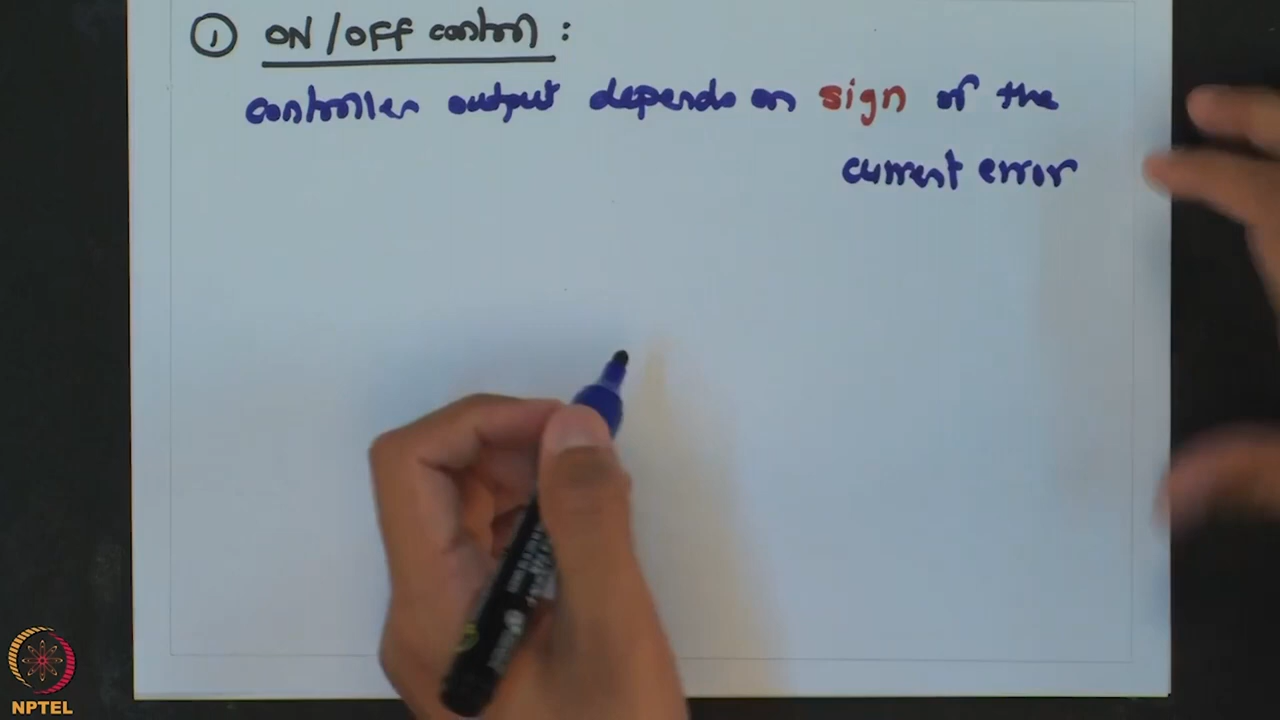 ① ON/OFF control :
controller output depends on sign of the
current error
NPTEL